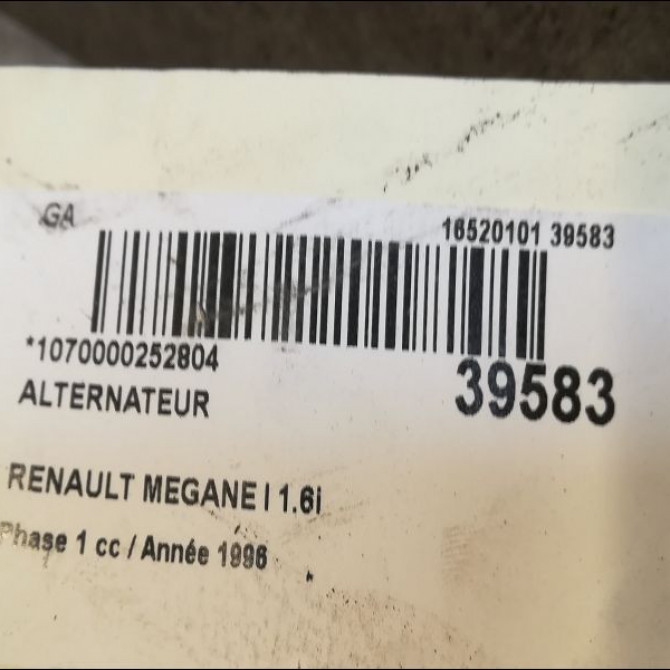 GA
16520101 39583
*1070000252804
39583
ALTERNATEUR
RENAULT MEGANE I 1.6i
Phase 1 cc / Année 1996